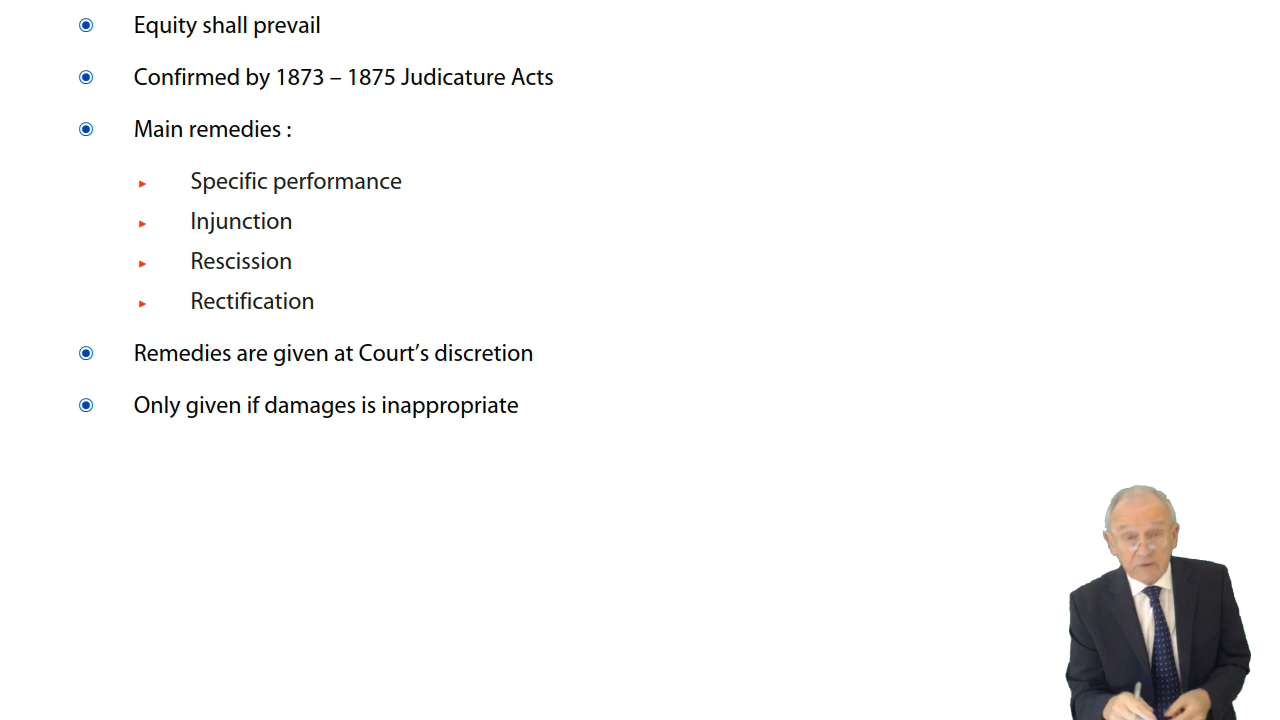 Equity shall prevail
Confirmed by 1873 – 1875 Judicature Acts
Main remedies :
Specific performance
Injunction
Rescission
Rectification
Remedies are given at Court’s discretion
Only given if damages is inappropriate